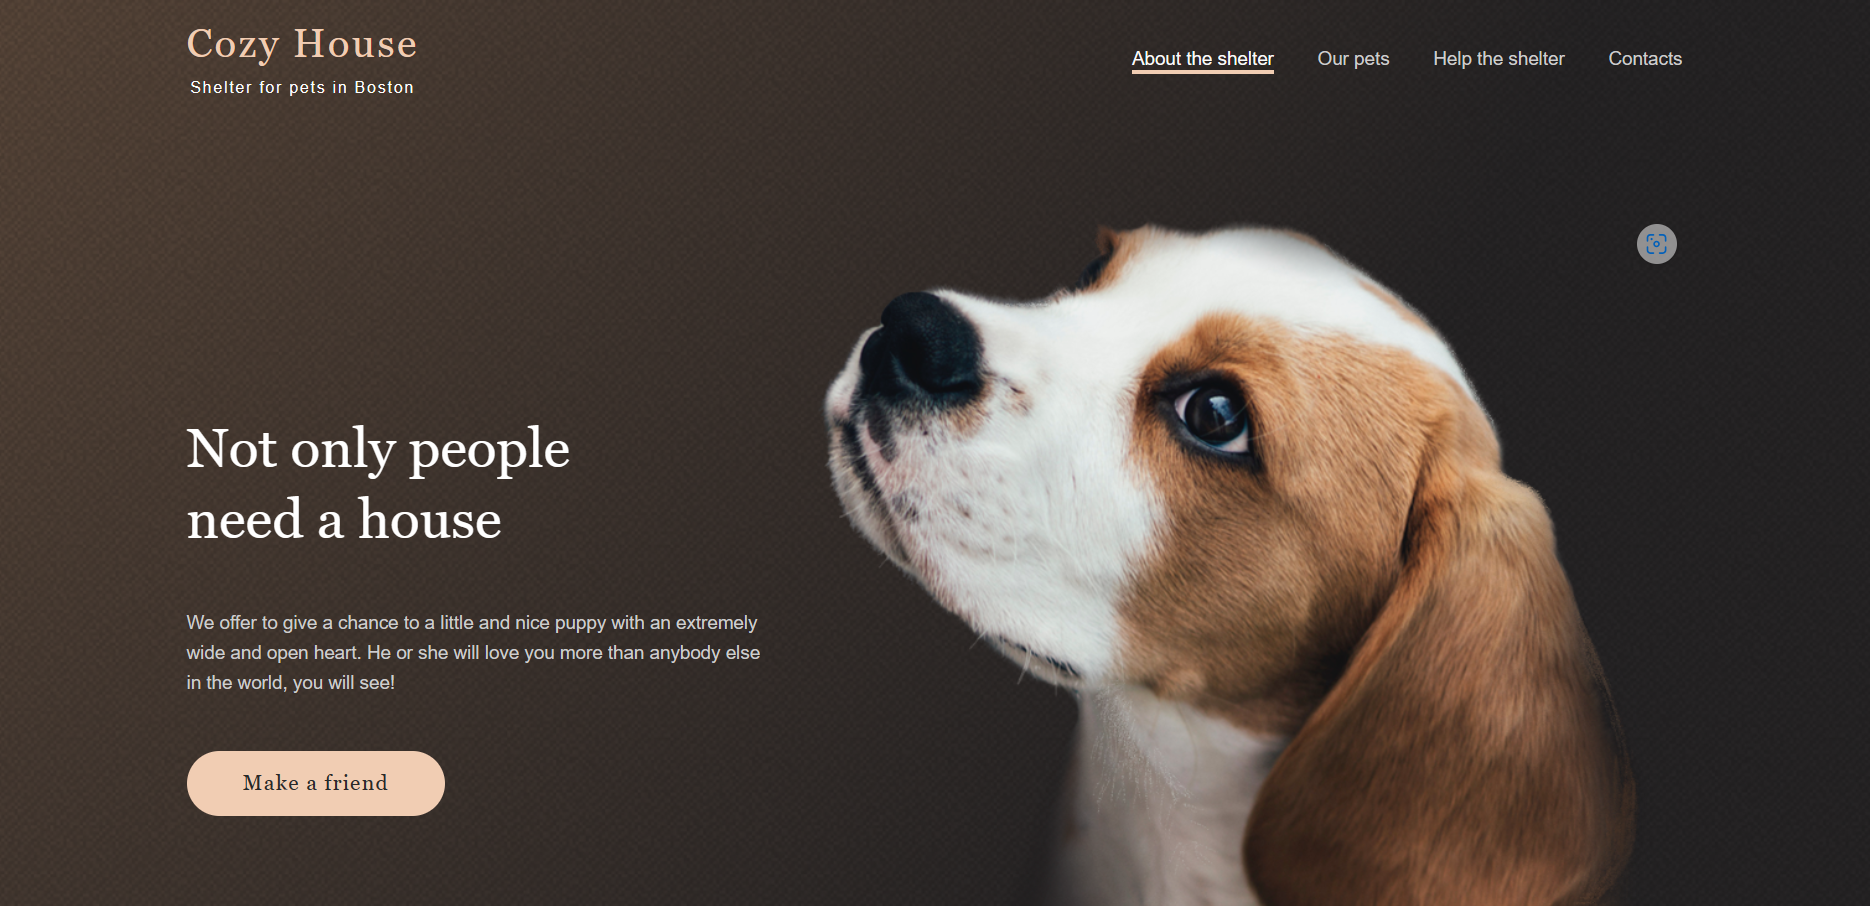 Cozy House
Shelter for pets in Boston
About the shelter
Our pets
Help the shelter
Contacts
Not only people
need a house
We offer to give a chance to a little and nice puppy with an extremely
wide and open heart. He or she will love you more than anybody else
in the world, you will see!
Make a friend